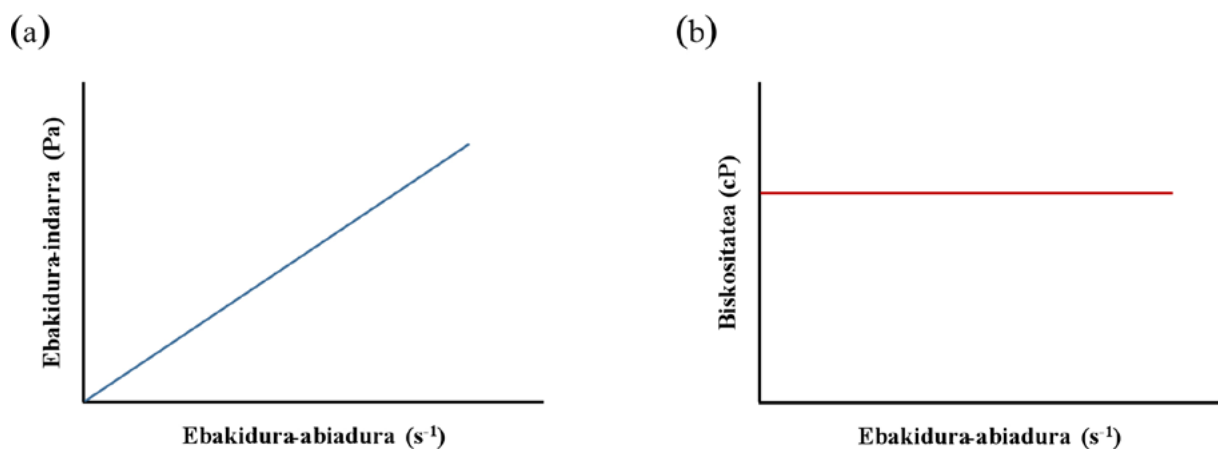 (a)
Ebakidura-indarra (Pa)
Ebakidura-abiadura (s⁻¹)
(b)
Biskositatea (cP)
Ebakidura-abiadura (s⁻¹)